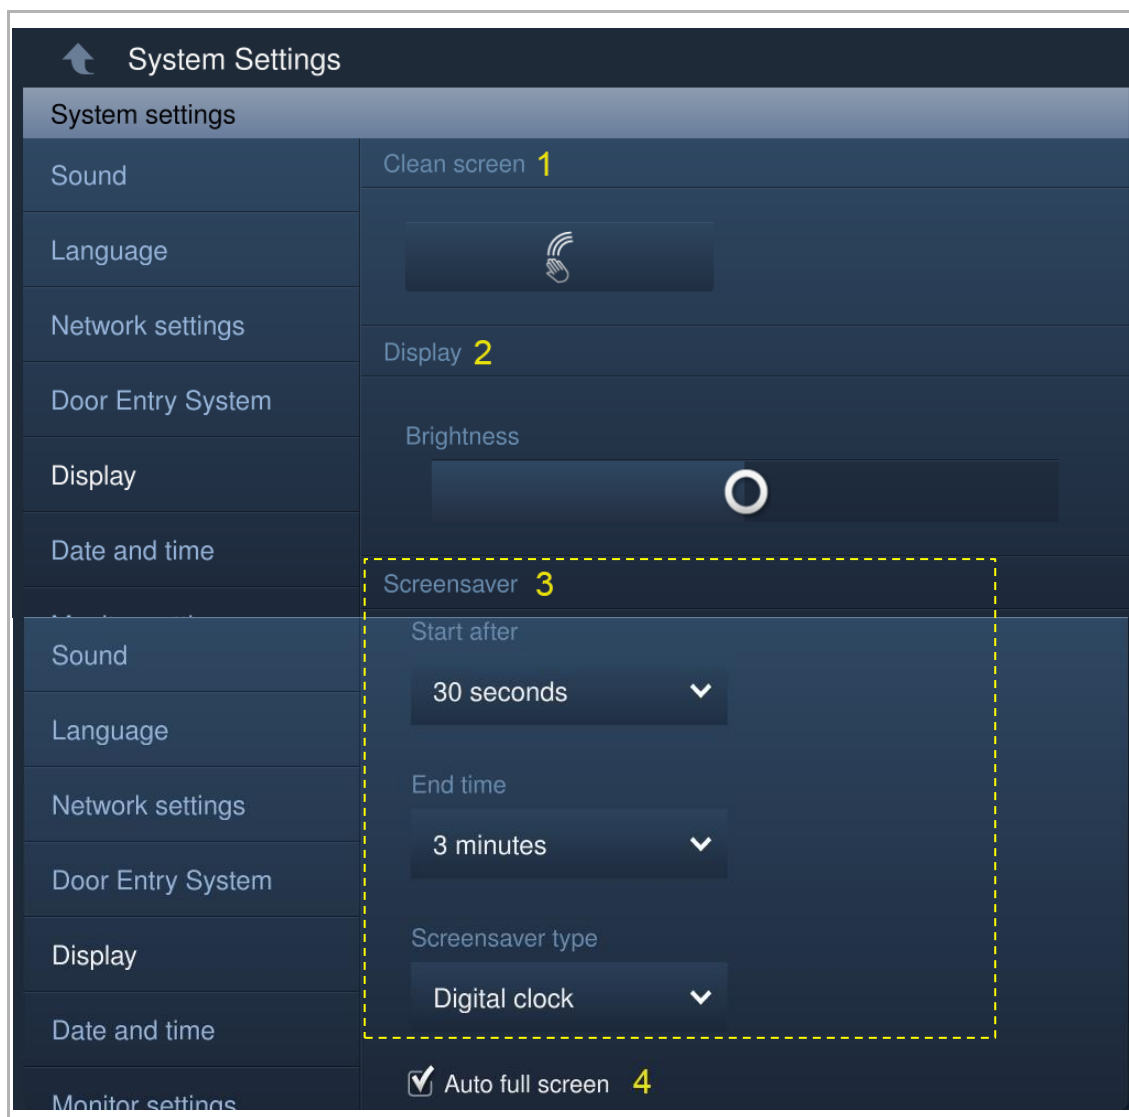 System Settings
System settings
Sound
Language
Network settings
Door Entry System
Display
Date and time
Clean screen 1
Display 2
Brightness
Screensaver 3
Sound
Language
Network settings
Door Entry System
Display
Date and time
Monitor settings
Start after
30 seconds
End time
3 minutes
Screensaver type
Digital clock
Auto full screen 4